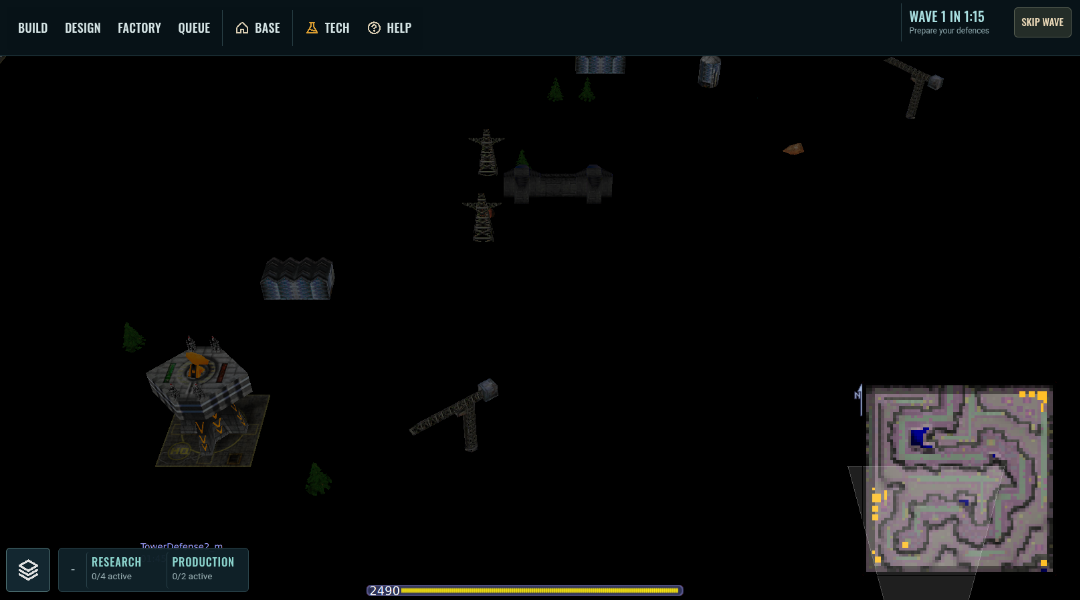 BUILD DESIGN FACTORY QUEUE BASE TECH HELP
WAVE 1 IN 1:15
Prepare your defences
SKIP WAVE
N
TowerDefense2_m
- RESEARCH PRODUCTION
0/4 active 0/2 active
2490